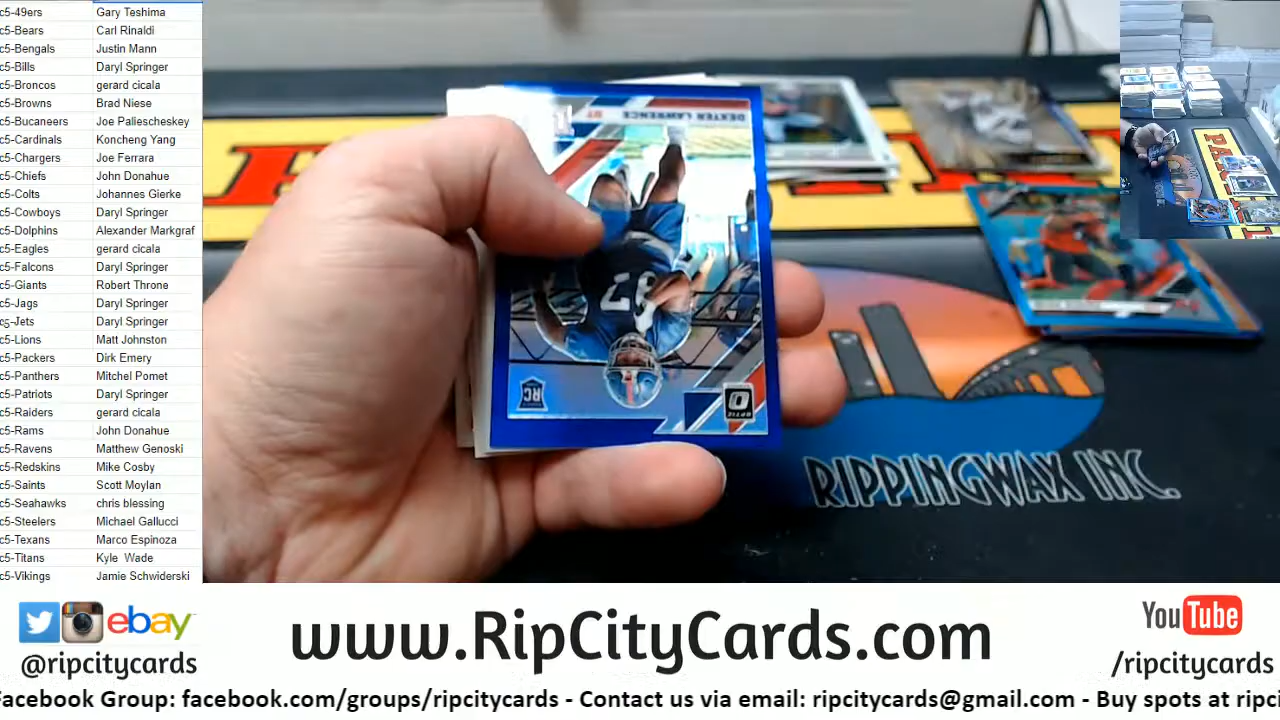 c5-49ers Gary Teshima
c5-Bears Carl Rinaldi
c5-Bengals Justin Mann
c5-Bills Daryl Springer
c5-Broncos gerard cicala
c5-Browns Brad Niese
c5-Bucaneers Joe Paliescheskey
c5-Cardinals Koncheng Yang
c5-Chargers Joe Ferrara
c5-Chiefs John Donahue
c5-Colts Johannes Gierke
c5-Cowboys Daryl Springer
c5-Dolphins Alexander Markgraf
c5-Eagles gerard cicala
c5-Falcons Daryl Springer
c5-Giants Robert Throne
c5-Jags Daryl Springer
c5-Jets Daryl Springer
c5-Lions Matt Johnston
c5-Packers Dirk Emery
c5-Panthers Mitchel Pomet
c5-Patriots Daryl Springer
c5-Raiders gerard cicala
c5-Rams John Donahue
c5-Ravens Matthew Genoski
c5-Redskins Mike Cosby
c5-Saints Scott Moylan
c5-Seahawks chris blessing
c5-Steelers Michael Gallucci
c5-Texans Marco Espinoza
c5-Titans Kyle Wade
c5-Vikings Jamie Schwiderski
DEXTER LAWRENCE DT
RC
OPTIC
RIPPINGWAX INC.
ebay
@ripcitycards
www.RipCityCards.com
YouTube
/ripcitycards
Facebook Group: facebook.com/groups/ripcitycards - Contact us via email: ripcitycards@gmail.com - Buy spots at ripci